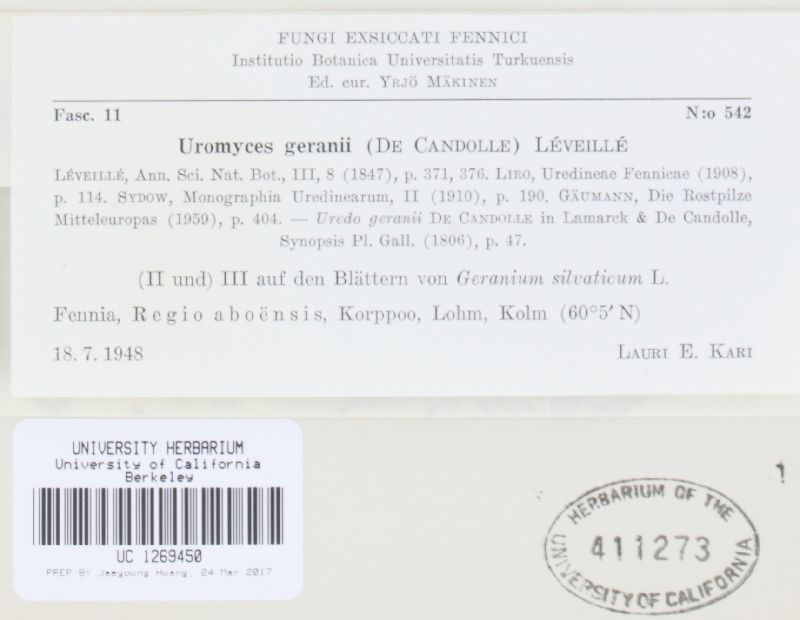 FUNGI EXSICCATI FENNICI
Institutio Botanica Universitatis Turkuensis
Ed. cur. YRJÖ MÄKINEN
Fasc. 11 N:o 542
Uromyces geranii (DE CANDOLLE) LÉVEILLÉ
LÉVEILLÉ, Ann. Sci. Nat. Bot., III, 8 (1847), p. 371, 376. LIRO, Uredineae Fennicae (1908),
p. 114. SYDOW, Monographia Uredinearum, II (1910), p. 190. GÄUMANN, Die Rostpilze
Mitteleuropas (1959), p. 404. — Uredo geranii DE CANDOLLE in Lamarck & De Candolle,
Synopsis Pl. Gall. (1806), p. 47.
(II und) III auf den Blättern von Geranium silvaticum L.
Fennia, Regio aboënsis, Korppoo, Lohm, Kolm (60°5′ N)
18. 7. 1948 LAURI E. KARI
UNIVERSITY HERBARIUM
University of California
Berkeley
UC 1269450
PREP BY Jaeyoung Hwang, 24 Mar 2017
1
HERBARIUM OF THE
411273
UNIVERSITY OF CALIFORNIA